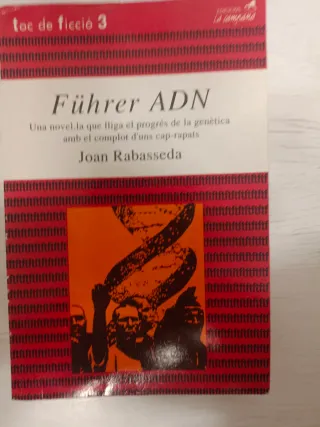 toc de ficció 3
EDICIONS
la campana
Führer ADN
Una novel.la que lliga el progrés de la genètica
amb el complot d'uns cap-rapats
Joan Rabasseda